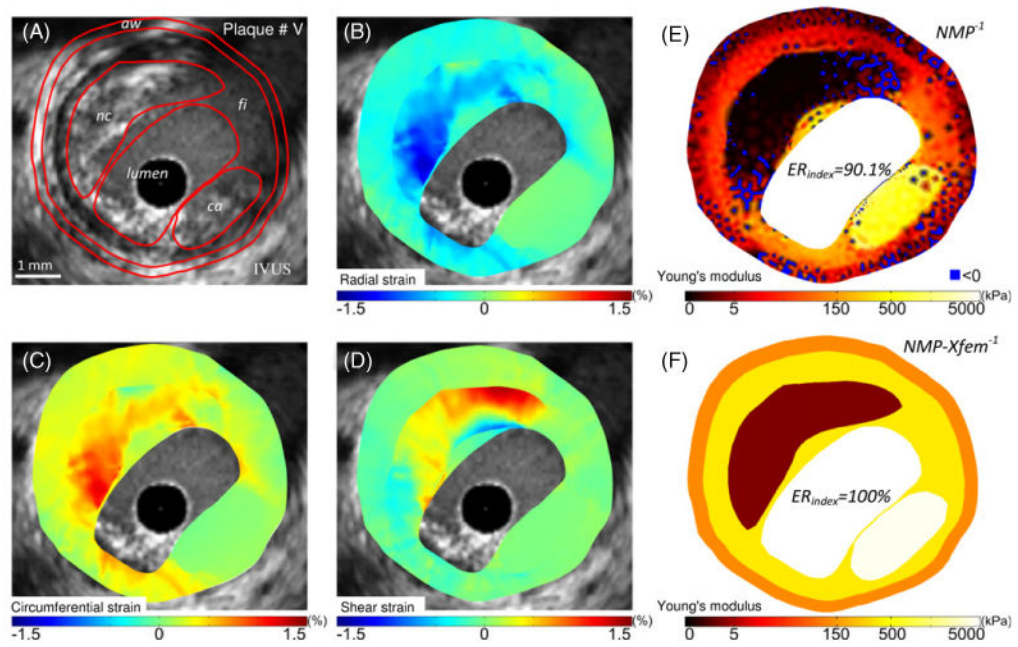 (A)
aw
Plaque # V
nc
fi
lumen
ca
1 mm
IVUS
(B)
Radial strain
(%)
-1.5
0
1.5
(E)
NMP-1
ERindex=90.1%
Young's modulus
<0
(kPa)
0
5
150
500
5000
(C)
Circumferential strain
(%)
-1.5
0
1.5
(D)
Shear strain
(%)
-1.5
0
1.5
(F)
NMP-Xfem-1
ERindex=100%
Young's modulus
(kPa)
0
5
150
500
5000